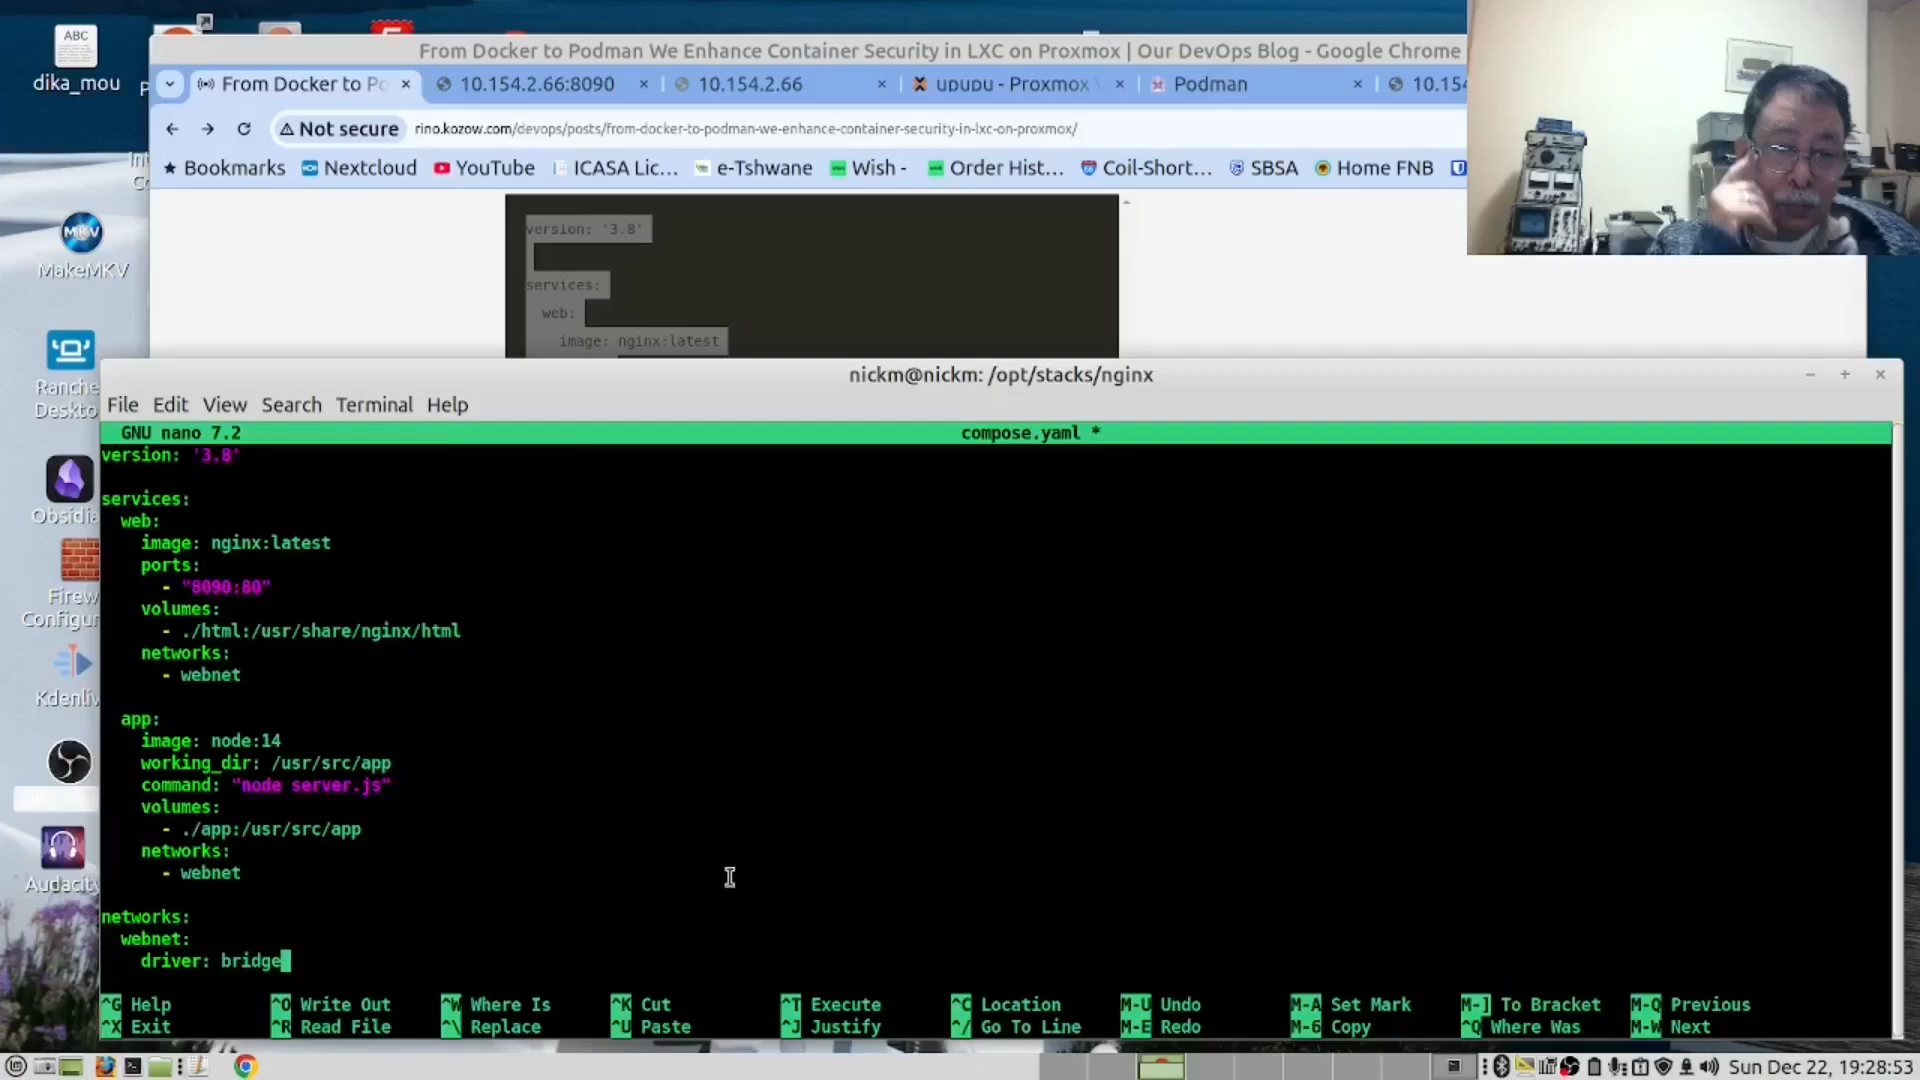 ABC
dika_mou
MakeMKV
Ranche
Deskto
Obsidia
Firew
Configur
Kdenliv
Audacity
From Docker to Podman We Enhance Container Security in LXC on Proxmox | Our DevOps Blog - Google Chrome
From Docker to Po
10.154.2.66:8090
10.154.2.66
Proxmox
Podman
10.154
Not secure
rino.kozow.com/devops/posts/from-docker-to-podman-we-enhance-container-security-in-lxc-on-proxmox/
Bookmarks
Nextcloud
YouTube
ICASA Lic...
e-Tshwane
Wish -
Order Hist...
Coil-Short...
SBSA
Home FNB
version: '3.8'
services:
web:
image: nginx:latest
nickm@nickm: /opt/stacks/nginx
File Edit View Search Terminal Help
GNU nano 7.2 compose.yaml *
version: '3.8'
services:
web:
image: nginx:latest
ports:
- "8090:80"
volumes:
- ./html:/usr/share/nginx/html
networks:
- webnet
app:
image: node:14
working_dir: /usr/src/app
command: "node server.js"
volumes:
- ./app:/usr/src/app
networks:
- webnet
networks:
webnet:
driver: bridge
^G Help ^O Write Out ^W Where Is ^K Cut ^T Execute ^C Location M-U Undo M-A Set Mark M-] To Bracket M-Q Previous
^X Exit ^R Read File ^\ Replace ^U Paste ^J Justify ^/ Go To Line M-E Redo M-6 Copy ^Q Where Was M-W Next
Sun Dec 22, 19:28:53